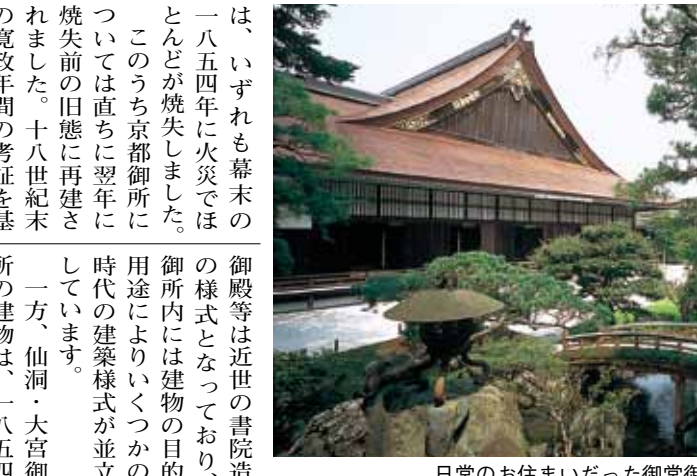 は、いずれも幕末の
一八五四年に火災でほ
とんどが焼失しました。
このうち京都御所に
ついては直ちに翌年に
焼失前の旧態に再建さ
れました。十八世紀末
の寛政年間の考証を基
御殿等は近世の書院造
の様式となっており、
御所内には建物の目的
用途によりいくつかの
時代の建築様式が並立
しています。
一方、仙洞・大宮御
所の建物は、一八五四
日常のお住まいだった御常御